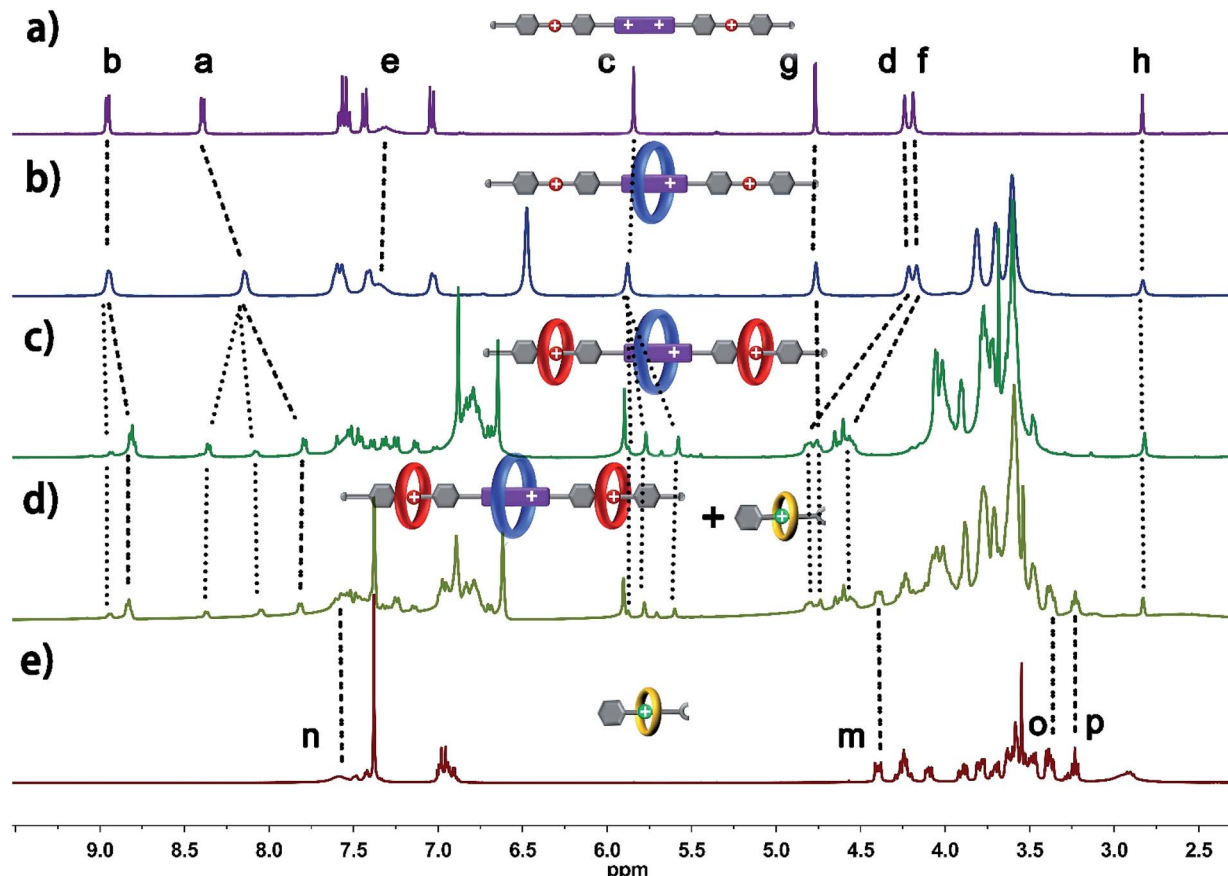 a)
b a e c g d f h
+ + + +
b)
+ + +
c)
+ + +
d)
+ + + + +
e)
+
n m o p
9.0 8.5 8.0 7.5 7.0 6.5 6.0 5.5 5.0 4.5 4.0 3.5 3.0 2.5
ppm